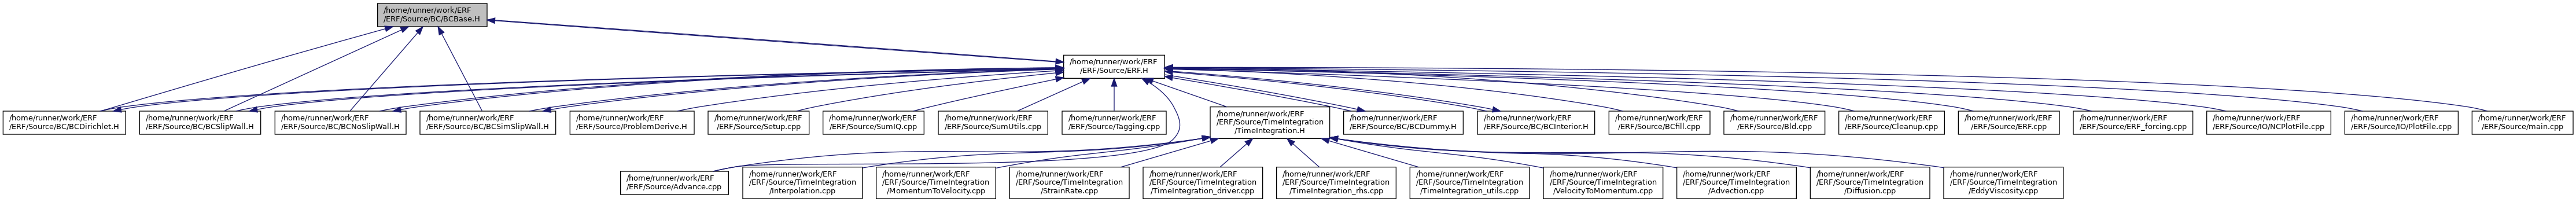 /home/runner/work/ERF
/ERF/Source/BC/BCBase.H
/home/runner/work/ERF
/ERF/Source/ERF.H
/home/runner/work/ERF
/ERF/Source/BC/BCDirichlet.H
/home/runner/work/ERF
/ERF/Source/BC/BCSlipWall.H
/home/runner/work/ERF
/ERF/Source/BC/BCNoSlipWall.H
/home/runner/work/ERF
/ERF/Source/BC/BCSimSlipWall.H
/home/runner/work/ERF
/ERF/Source/ProblemDerive.H
/home/runner/work/ERF
/ERF/Source/Setup.cpp
/home/runner/work/ERF
/ERF/Source/SumIQ.cpp
/home/runner/work/ERF
/ERF/Source/SumUtils.cpp
/home/runner/work/ERF
/ERF/Source/Tagging.cpp
/home/runner/work/ERF
/ERF/Source/TimeIntegration
/TimeIntegration.H
/home/runner/work/ERF
/ERF/Source/BC/BCDummy.H
/home/runner/work/ERF
/ERF/Source/BC/BCInterior.H
/home/runner/work/ERF
/ERF/Source/BCfill.cpp
/home/runner/work/ERF
/ERF/Source/Bld.cpp
/home/runner/work/ERF
/ERF/Source/Cleanup.cpp
/home/runner/work/ERF
/ERF/Source/ERF.cpp
/home/runner/work/ERF
/ERF/Source/ERF_forcing.cpp
/home/runner/work/ERF
/ERF/Source/IO/NCPlotFile.cpp
/home/runner/work/ERF
/ERF/Source/IO/PlotFile.cpp
/home/runner/work/ERF
/ERF/Source/main.cpp
/home/runner/work/ERF
/ERF/Source/Advance.cpp
/home/runner/work/ERF
/ERF/Source/TimeIntegration
/Interpolation.cpp
/home/runner/work/ERF
/ERF/Source/TimeIntegration
/MomentumToVelocity.cpp
/home/runner/work/ERF
/ERF/Source/TimeIntegration
/StrainRate.cpp
/home/runner/work/ERF
/ERF/Source/TimeIntegration
/TimeIntegration_driver.cpp
/home/runner/work/ERF
/ERF/Source/TimeIntegration
/TimeIntegration_rhs.cpp
/home/runner/work/ERF
/ERF/Source/TimeIntegration
/TimeIntegration_utils.cpp
/home/runner/work/ERF
/ERF/Source/TimeIntegration
/VelocityToMomentum.cpp
/home/runner/work/ERF
/ERF/Source/TimeIntegration
/Advection.cpp
/home/runner/work/ERF
/ERF/Source/TimeIntegration
/Diffusion.cpp
/home/runner/work/ERF
/ERF/Source/TimeIntegration
/EddyViscosity.cpp